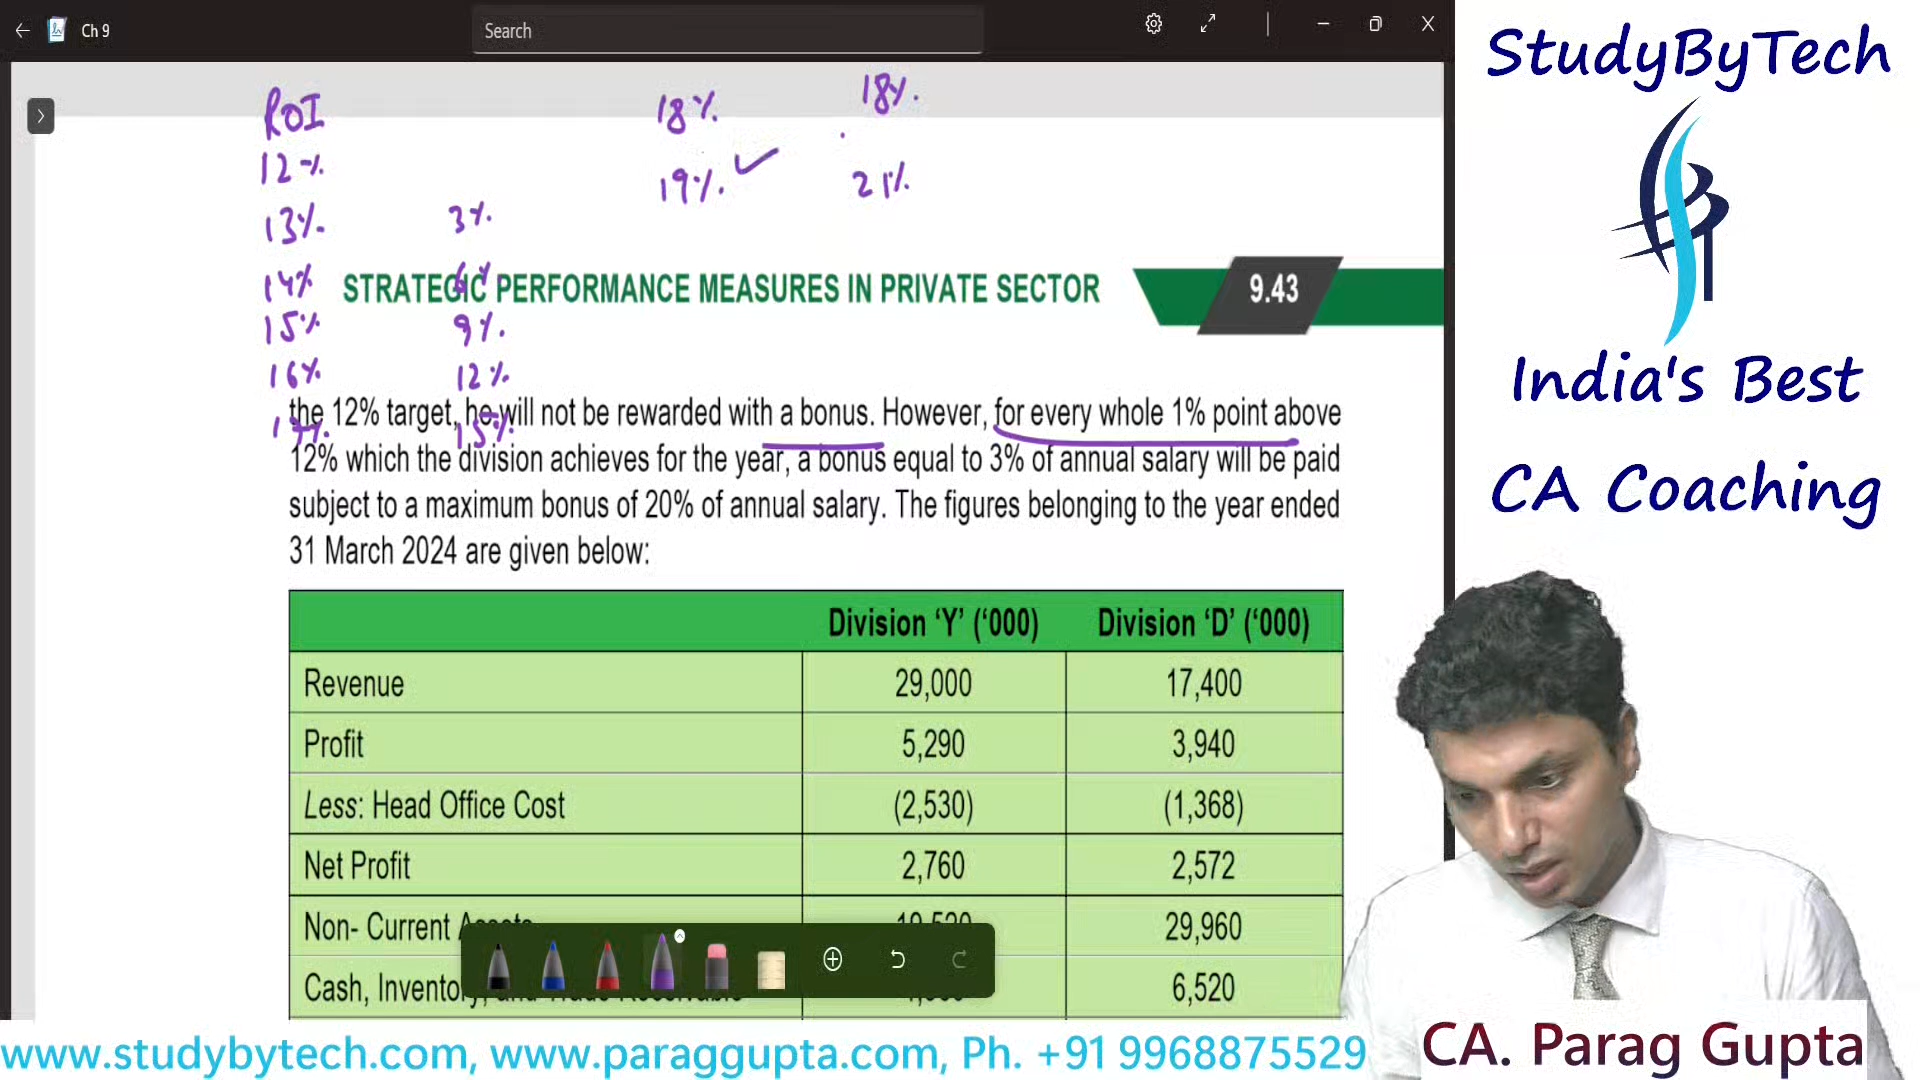 Ch 9
Search
StudyByTech
ROI
18%
18%.
12%
19%.
21%
13%
3%
14%
6%
STRATEGIC PERFORMANCE MEASURES IN PRIVATE SECTOR
9.43
15%
9%.
16%
12%
the 12% target, he will not be rewarded with a bonus. However, for every whole 1% point above
17%.
15%
12% which the division achieves for the year, a bonus equal to 3% of annual salary will be paid
subject to a maximum bonus of 20% of annual salary. The figures belonging to the year ended
31 March 2024 are given below:
India's Best
CA Coaching
Division ‘Y’ (‘000) Division ‘D’ (‘000)
Revenue 29,000 17,400
Profit 5,290 3,940
Less: Head Office Cost (2,530) (1,368)
Net Profit 2,760 2,572
Non- Current Assets 29,960
Cash, Inventory, and Trade Receivable 6,520
www.studybytech.com, www.paraggupta.com, Ph. +91 9968875529
CA. Parag Gupta